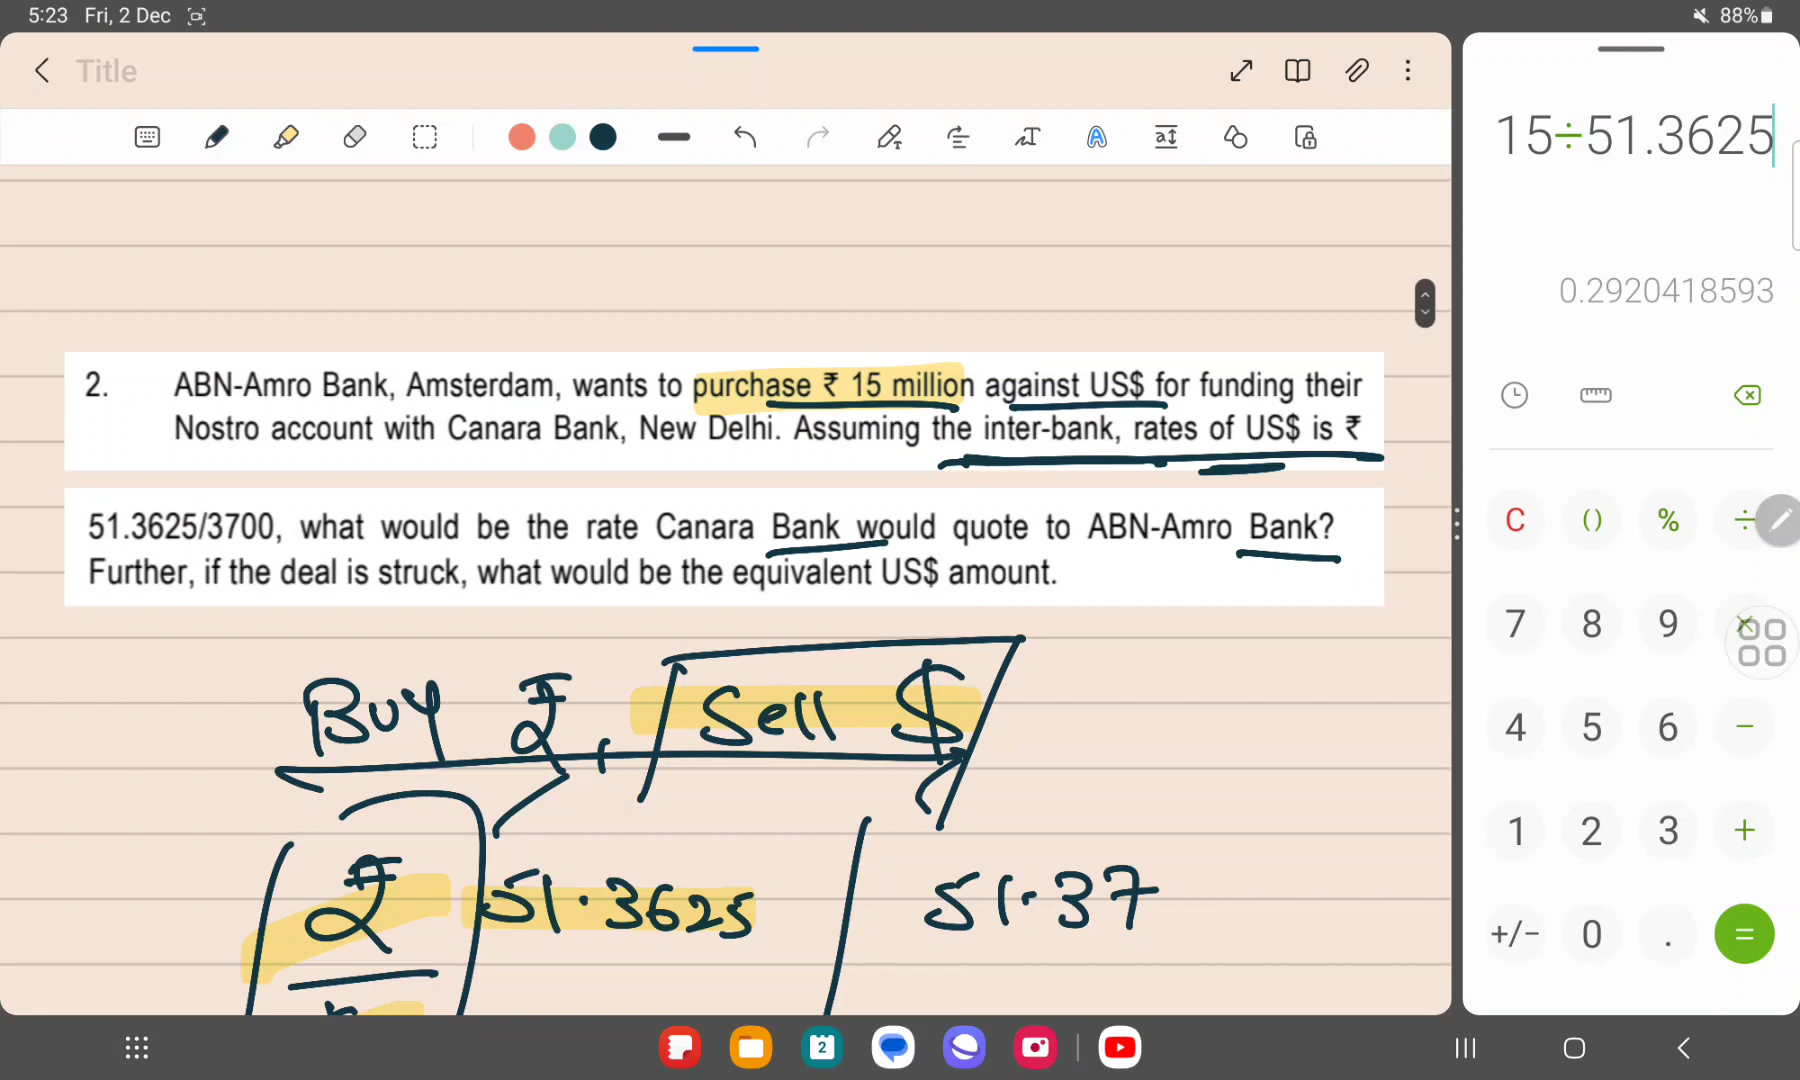 5:23 Fri, 2 Dec
88%
Title
15÷51.3625
0.2920418593
2. ABN-Amro Bank, Amsterdam, wants to purchase ₹ 15 million against US$ for funding their
Nostro account with Canara Bank, New Delhi. Assuming the inter-bank, rates of US$ is ₹
51.3625/3700, what would be the rate Canara Bank would quote to ABN-Amro Bank?
Further, if the deal is struck, what would be the equivalent US$ amount.
Buy ₹, Sell $
₹ 51.3625 / 51.37
C () % ÷
7 8 9 ×
4 5 6 −
1 2 3 +
+/− 0 . =
2